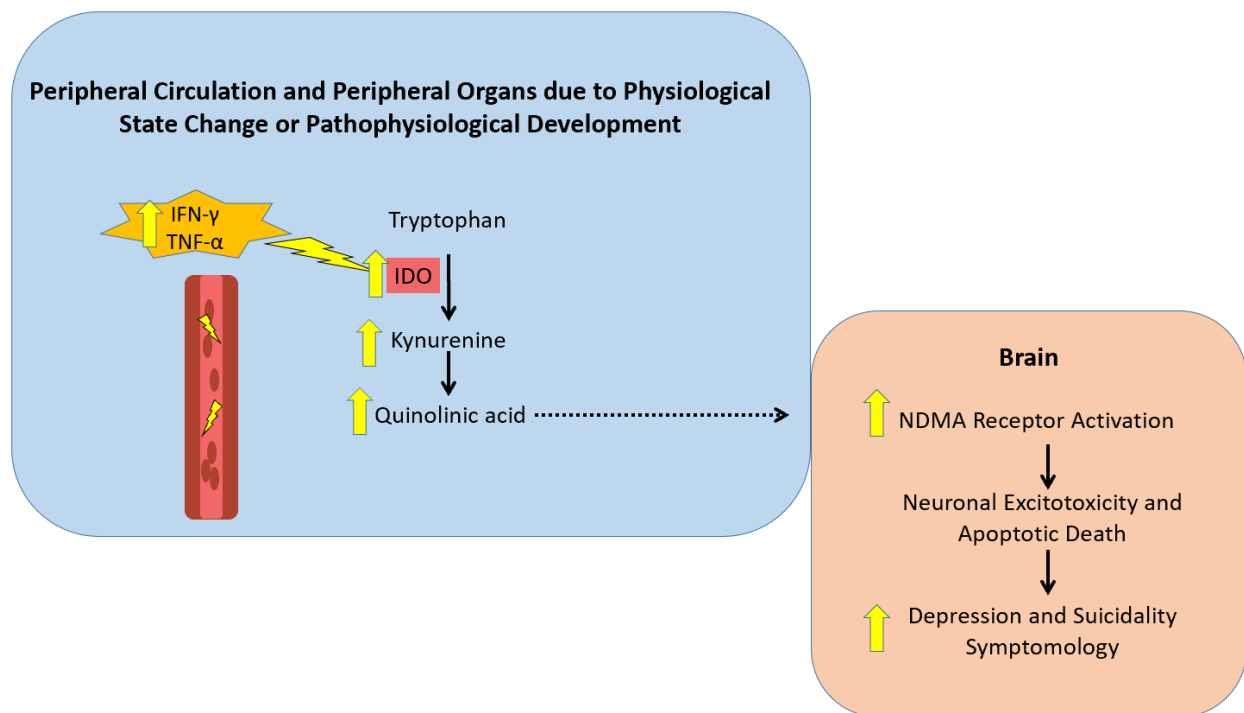 Peripheral Circulation and Peripheral Organs due to Physiological
State Change or Pathophysiological Development
IFN-γ
TNF-α
Tryptophan
IDO
Kynurenine
Quinolinic acid
Brain
NDMA Receptor Activation
Neuronal Excitotoxicity and
Apoptotic Death
Depression and Suicidality
Symptomology